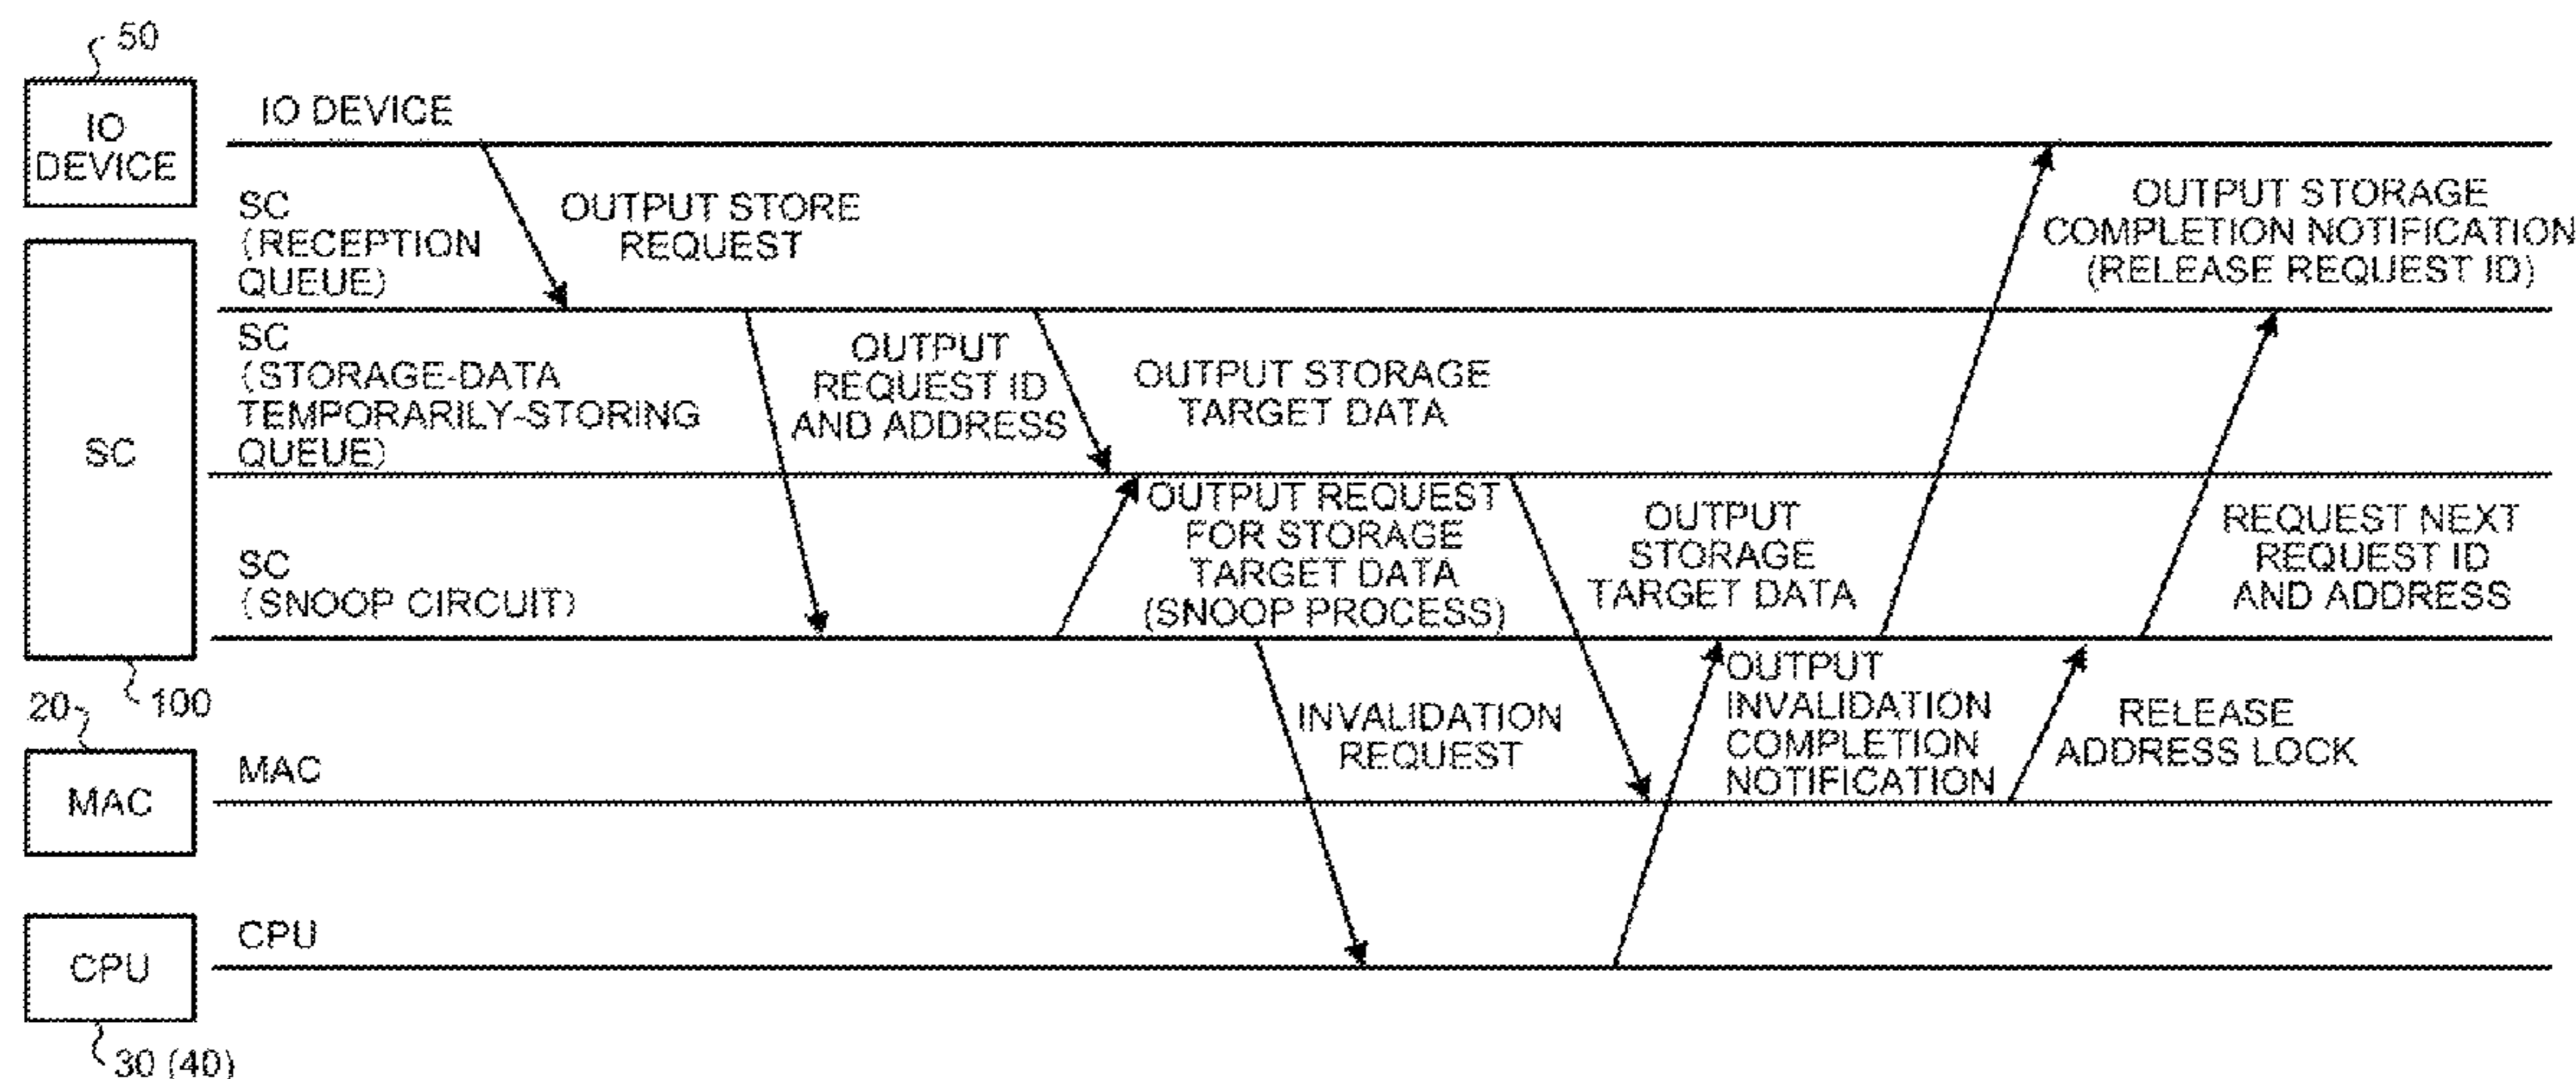 50
IO
DEVICE
IO DEVICE
SC
(RECEPTION
QUEUE)
OUTPUT STORE
REQUEST
OUTPUT STORAGE
COMPLETION NOTIFICATION
(RELEASE REQUEST ID)
SC
SC
(STORAGE-DATA
TEMPORARILY-STORING
QUEUE)
OUTPUT
REQUEST ID
AND ADDRESS
OUTPUT STORAGE
TARGET DATA
SC
(SNOOP CIRCUIT)
OUTPUT REQUEST
FOR STORAGE
TARGET DATA
(SNOOP PROCESS)
OUTPUT
STORAGE
TARGET DATA
REQUEST NEXT
REQUEST ID
AND ADDRESS
100
20
MAC
MAC
INVALIDATION
REQUEST
OUTPUT
INVALIDATION
COMPLETION
NOTIFICATION
RELEASE
ADDRESS LOCK
CPU
CPU
30 (40)